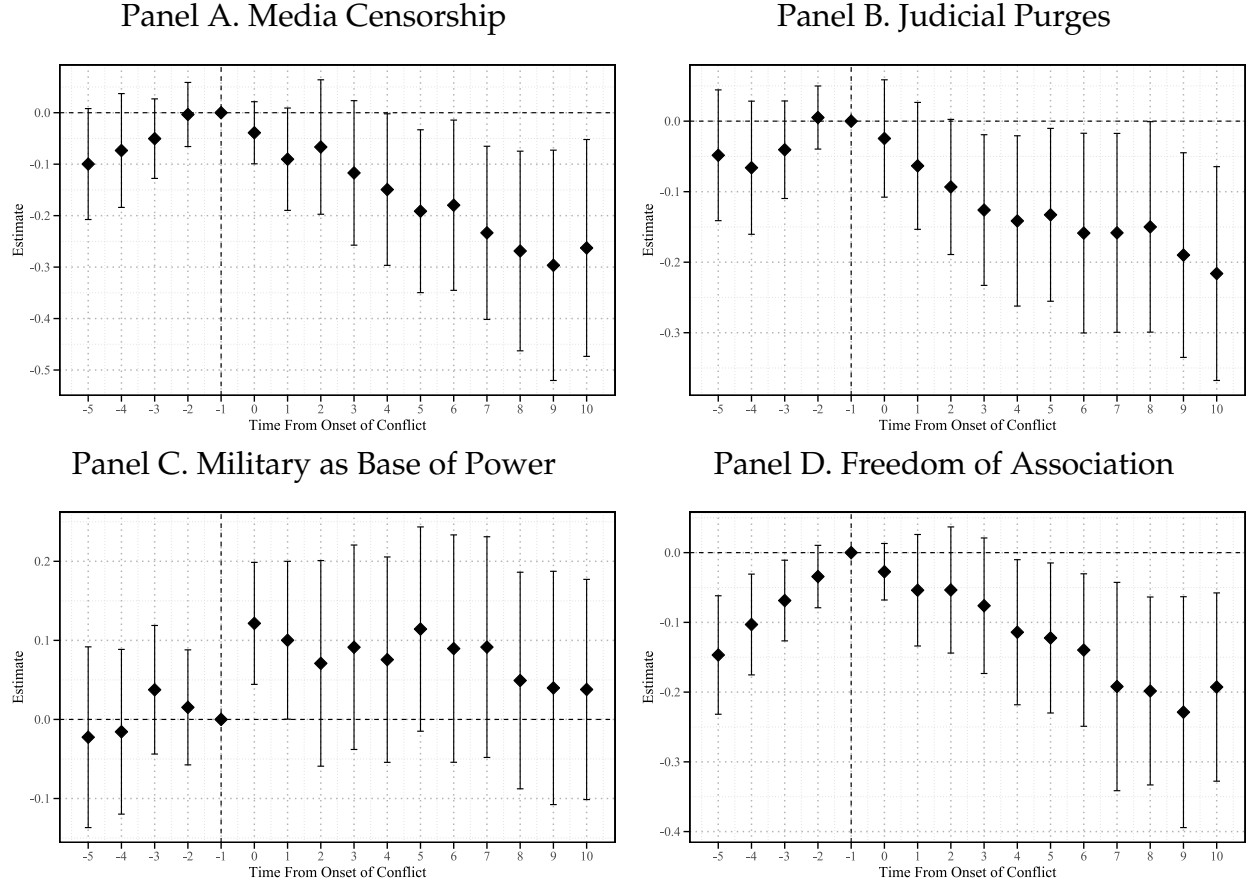 Panel A. Media Censorship
0.0
-0.1
-0.2
-0.3
-0.4
-0.5
Estimate
-5 -4 -3 -2 -1 0 1 2 3 4 5 6 7 8 9 10
Time From Onset of Conflict
Panel B. Judicial Purges
0.0
-0.1
-0.2
-0.3
Estimate
-5 -4 -3 -2 -1 0 1 2 3 4 5 6 7 8 9 10
Time From Onset of Conflict
Panel C. Military as Base of Power
0.2
0.1
0.0
-0.1
Estimate
-5 -4 -3 -2 -1 0 1 2 3 4 5 6 7 8 9 10
Time From Onset of Conflict
Panel D. Freedom of Association
0.0
-0.1
-0.2
-0.3
-0.4
Estimate
-5 -4 -3 -2 -1 0 1 2 3 4 5 6 7 8 9 10
Time From Onset of Conflict